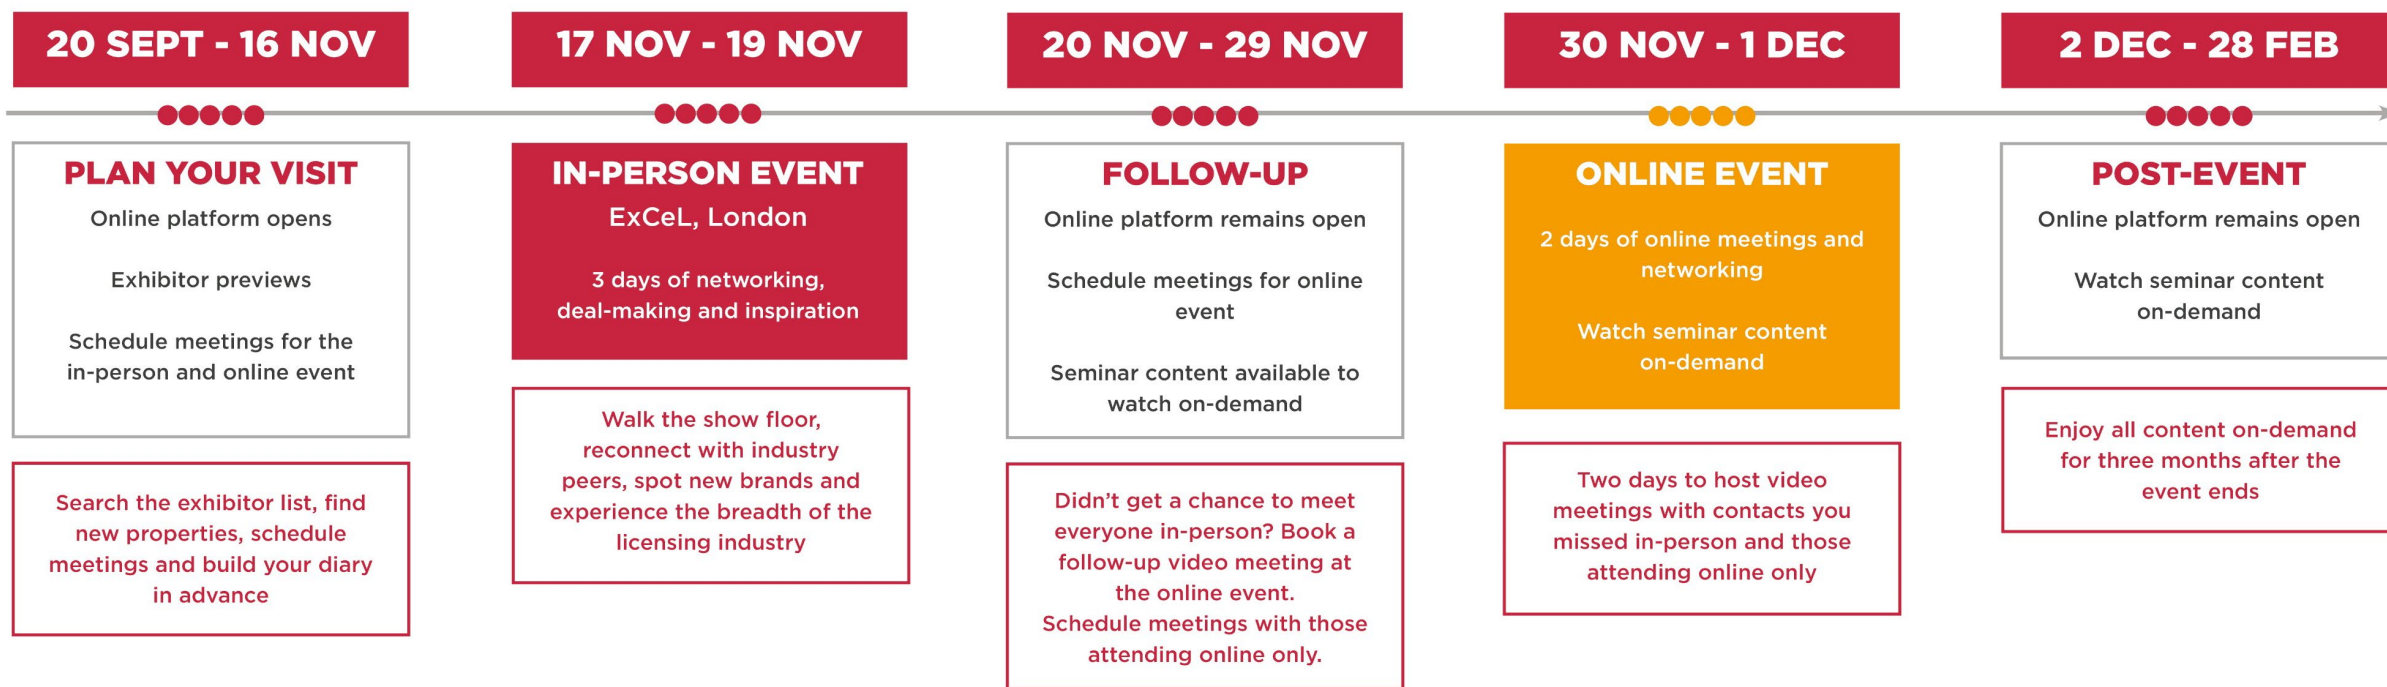 20 SEPT - 16 NOV
PLAN YOUR VISIT
Online platform opens
Exhibitor previews
Schedule meetings for the
in-person and online event
Search the exhibitor list, find
new properties, schedule
meetings and build your diary
in advance
17 NOV - 19 NOV
IN-PERSON EVENT
ExCeL, London
3 days of networking,
deal-making and inspiration
Walk the show floor,
reconnect with industry
peers, spot new brands and
experience the breadth of the
licensing industry
20 NOV - 29 NOV
FOLLOW-UP
Online platform remains open
Schedule meetings for online
event
Seminar content available to
watch on-demand
Didn’t get a chance to meet
everyone in-person? Book a
follow-up video meeting at
the online event.
Schedule meetings with those
attending online only.
30 NOV - 1 DEC
ONLINE EVENT
2 days of online meetings and
networking
Watch seminar content
on-demand
Two days to host video
meetings with contacts you
missed in-person and those
attending online only
2 DEC - 28 FEB
POST-EVENT
Online platform remains open
Watch seminar content
on-demand
Enjoy all content on-demand
for three months after the
event ends